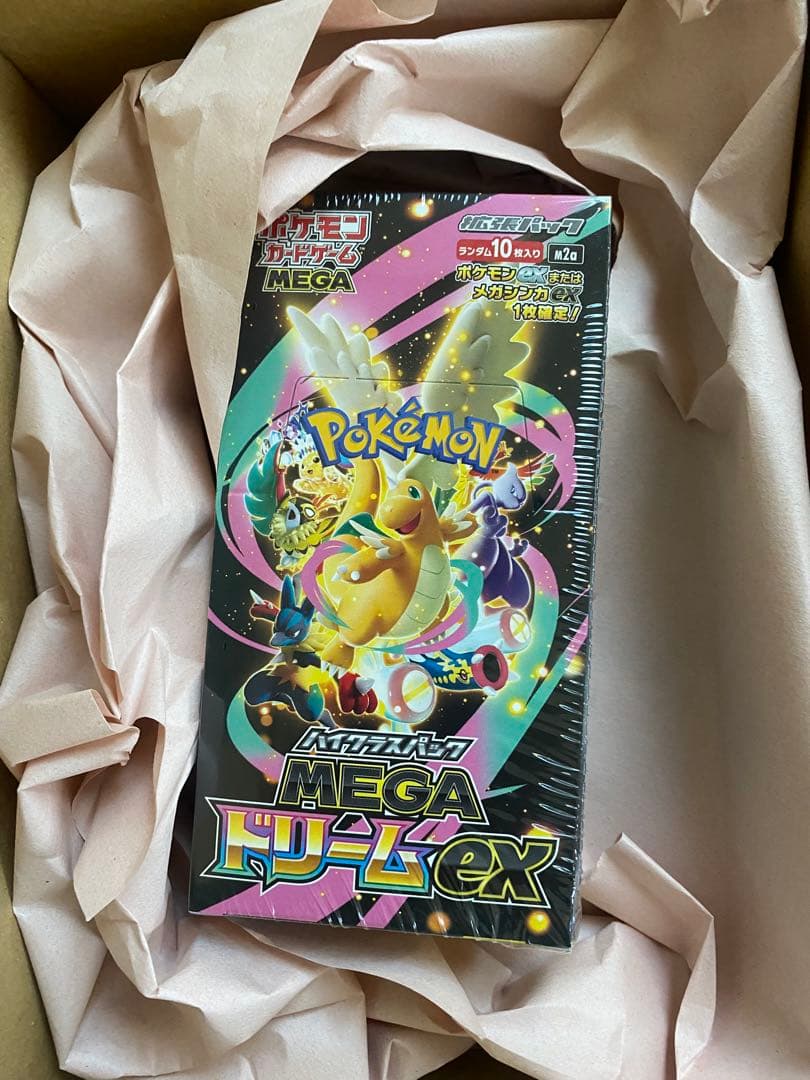 ポケモン
カードゲーム
MEGA
拡張パック
ランダム10枚入り
M2a
ポケモンexまたは
メガシンカex
1枚確定!
POKÉMON
TM
ハイクラスパック
MEGA
ドリームex